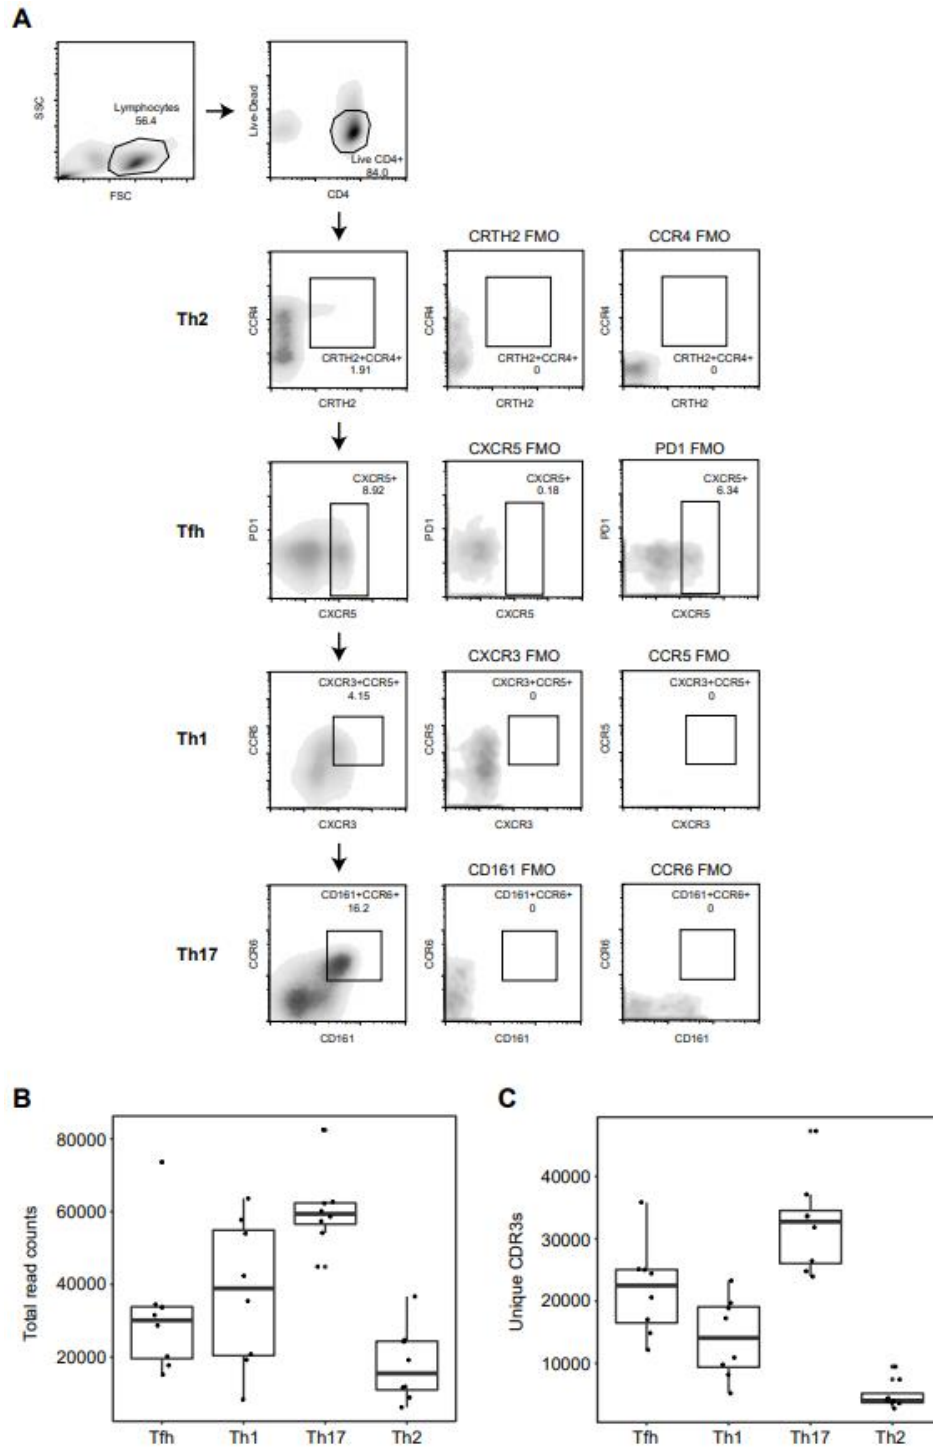 A
SSC
Lymphocytes
56.4
FSC
Live-Dead
Live CD4+
84.0
CD4
Th2
CCR4
CRTH2+CCR4+
1.91
CRTH2
CRTH2 FMO
CCR4
CRTH2+CCR4+
0
CRTH2
CCR4 FMO
CCR4
CRTH2+CCR4+
0
CRTH2
Tfh
PD1
CXCR5+
8.92
CXCR5
CXCR5 FMO
PD1
CXCR5+
0.18
CXCR5
PD1 FMO
PD1
CXCR5+
6.34
CXCR5
Th1
CCR5
CXCR3+CCR5+
4.15
CXCR3
CXCR3 FMO
CCR5
CXCR3+CCR5+
0
CXCR3
CCR5 FMO
CCR5
CXCR3+CCR5+
0
CXCR3
Th17
CCR6
CD161+CCR6+
16.2
CD161
CD161 FMO
CCR6
CD161+CCR6+
0
CD161
CCR6 FMO
CCR6
CD161+CCR6+
0
CD161
B
Total read counts
80000
60000
40000
20000
Tfh Th1 Th17 Th2
C
Unique CDR3s
40000
30000
20000
10000
Tfh Th1 Th17 Th2